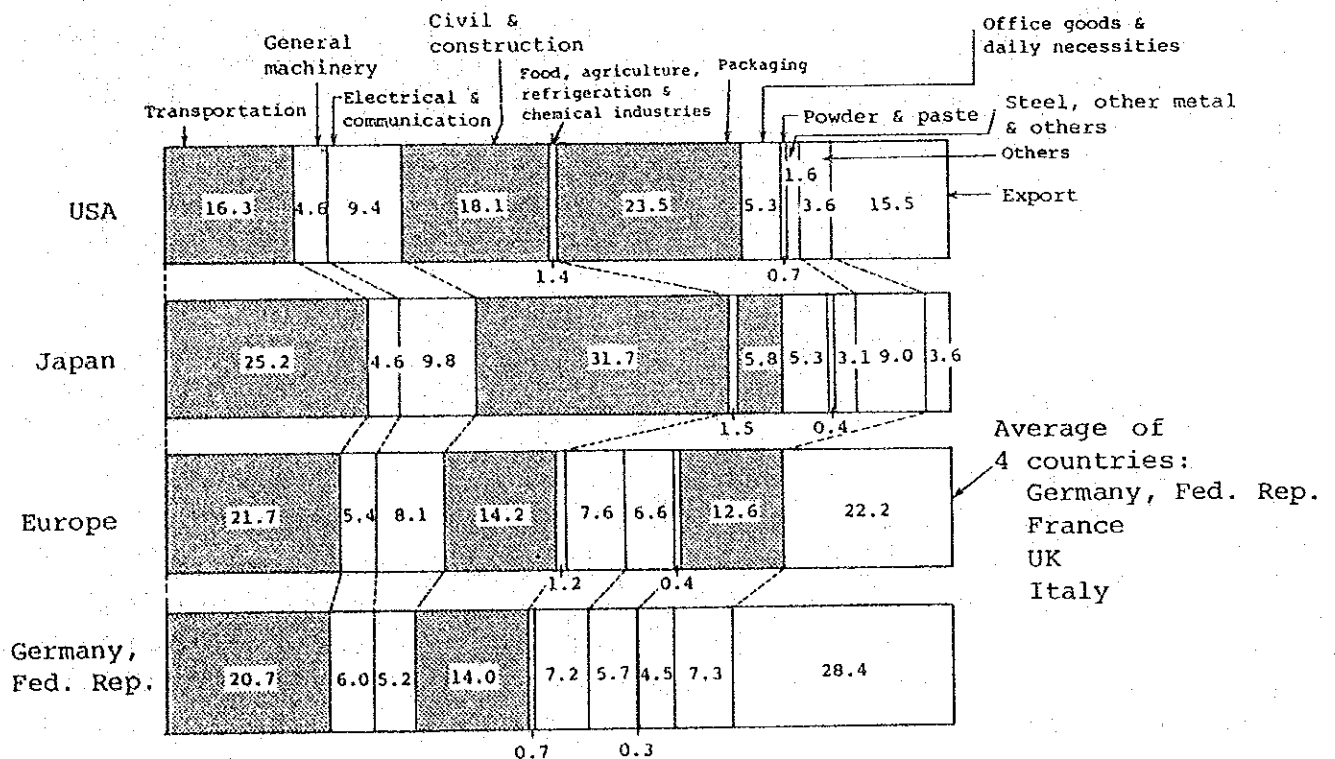 Civil &
construction
Office goods &
daily necessities
General
machinery
Food, agriculture,
refrigeration &
chemical industries
Packaging
Transportation
Electrical &
communication
Powder & paste
Steel, other metal
& others
Others
USA
16.3
4.6
9.4
18.1
23.5
5.3
1.6
3.6
15.5
Export
1.4
0.7
Japan
25.2
4.6
9.8
31.7
5.8
5.3
3.1
9.0
3.6
1.5
0.4
Average of
4 countries:
Germany, Fed. Rep.
France
UK
Italy
Europe
21.7
5.4
8.1
14.2
7.6
6.6
12.6
22.2
1.2
0.4
Germany,
Fed. Rep.
20.7
6.0
5.2
14.0
7.2
5.7
4.5
7.3
28.4
0.7
0.3